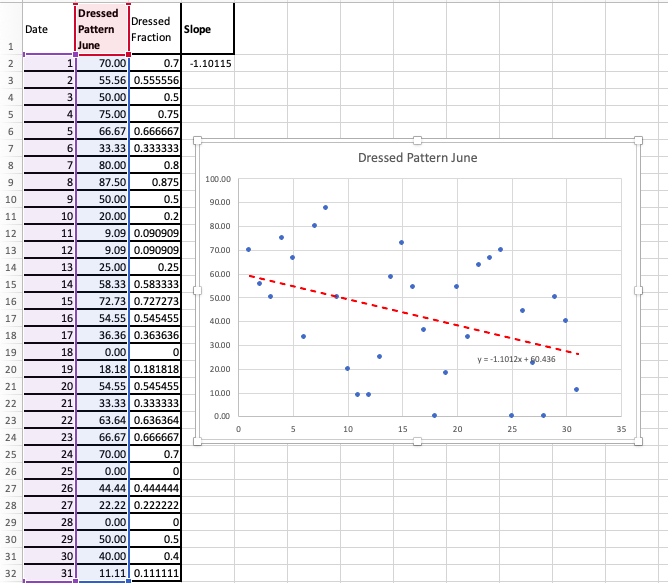 Date Dressed Pattern June Dressed Fraction Slope
1
2 1 70.00 0.7 -1.10115
3 2 55.56 0.555556
4 3 50.00 0.5
5 4 75.00 0.75
6 5 66.67 0.666667
7 6 33.33 0.333333
8 7 80.00 0.8
9 8 87.50 0.875
10 9 50.00 0.5
11 10 20.00 0.2
12 11 9.09 0.090909
13 12 9.09 0.090909
14 13 25.00 0.25
15 14 58.33 0.583333
16 15 72.73 0.727273
17 16 54.55 0.545455
18 17 36.36 0.363636
19 18 0.00 0
20 19 18.18 0.181818
21 20 54.55 0.545455
22 21 33.33 0.333333
23 22 63.64 0.636364
24 23 66.67 0.666667
25 24 70.00 0.7
26 25 0.00 0
27 26 44.44 0.444444
28 27 22.22 0.222222
29 28 0.00 0
30 29 50.00 0.5
31 30 40.00 0.4
32 31 11.11 0.111111
Dressed Pattern June
100.00
90.00
80.00
70.00
60.00
50.00
40.00
30.00
20.00
10.00
0.00
y = -1.1012x + 60.436
0 5 10 15 20 25 30 35